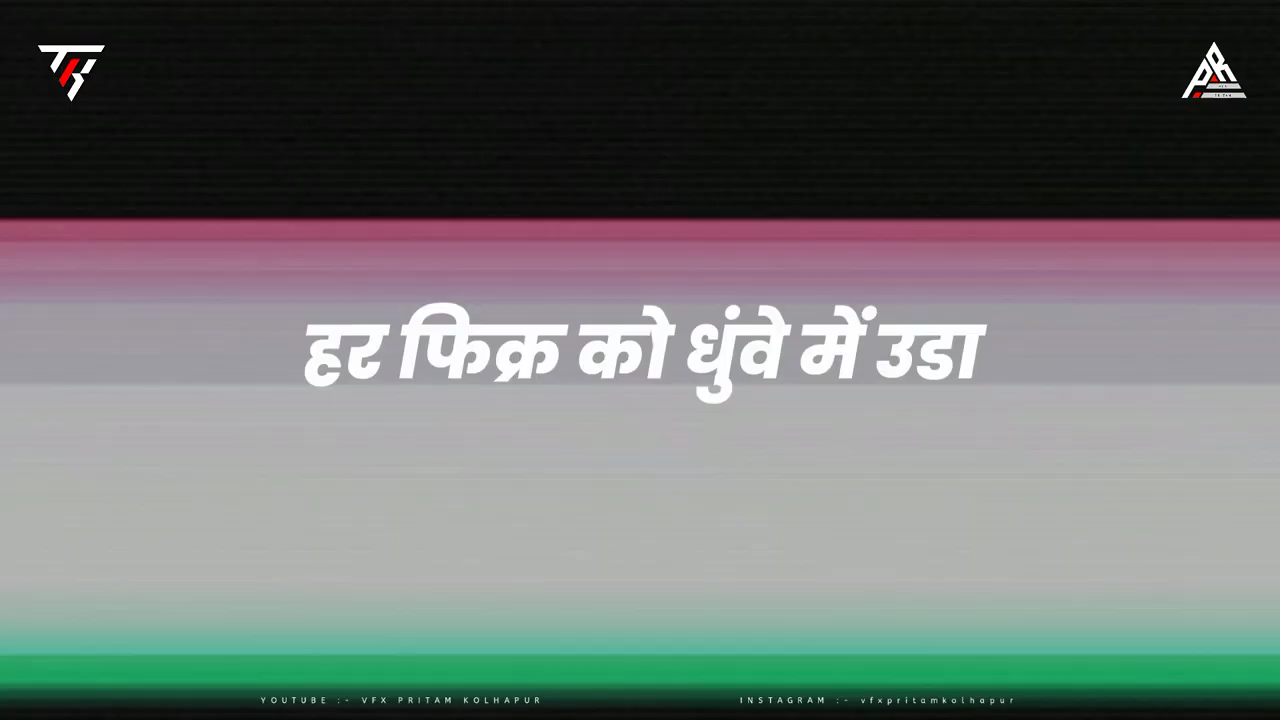 हर फिक्र को धुंवे में उडा
YOUTUBE :- VFX PRITAM KOLHAPUR
INSTAGRAM :- vfxpritamkolhapur